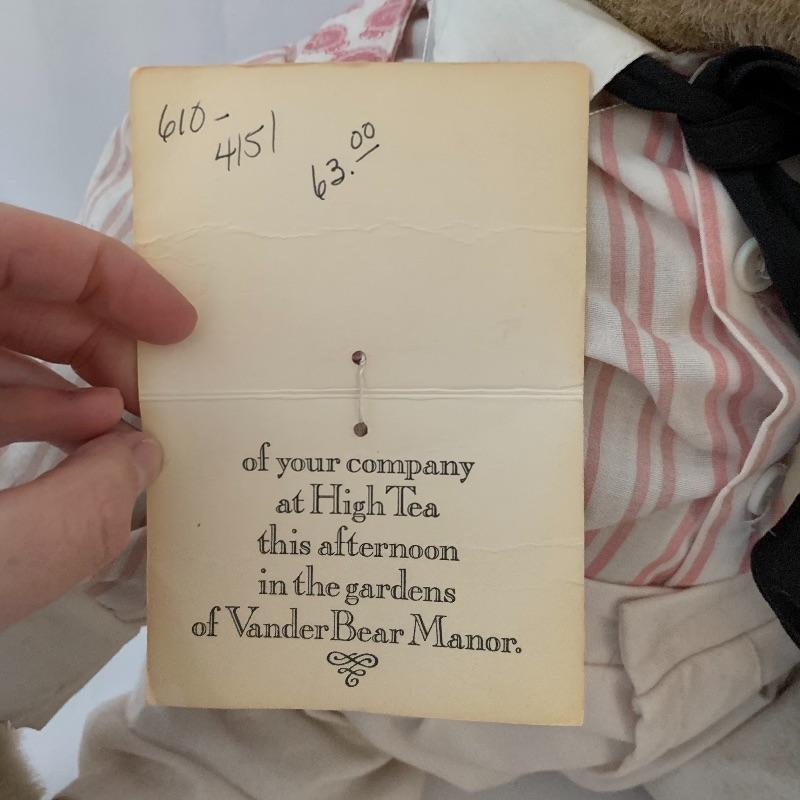 610-
4151
63.00
of your company
at High Tea
this afternoon
in the gardens
of VanderBear Manor.